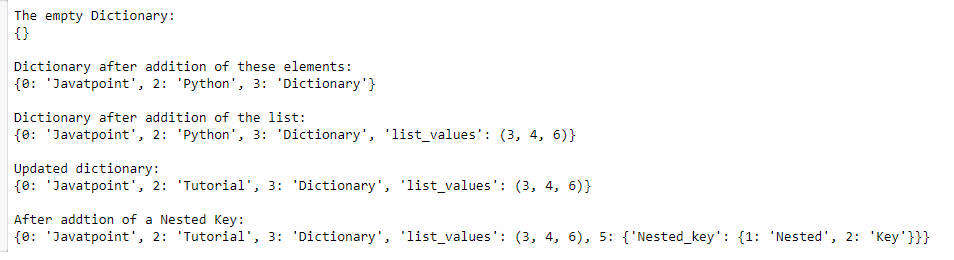 The empty Dictionary:
{}
Dictionary after addition of these elements:
{0: 'Javatpoint', 2: 'Python', 3: 'Dictionary'}
Dictionary after addition of the list:
{0: 'Javatpoint', 2: 'Python', 3: 'Dictionary', 'list_values': (3, 4, 6)}
Updated dictionary:
{0: 'Javatpoint', 2: 'Tutorial', 3: 'Dictionary', 'list_values': (3, 4, 6)}
After addtion of a Nested Key:
{0: 'Javatpoint', 2: 'Tutorial', 3: 'Dictionary', 'list_values': (3, 4, 6), 5: {'Nested_key': {1: 'Nested', 2: 'Key'}}}